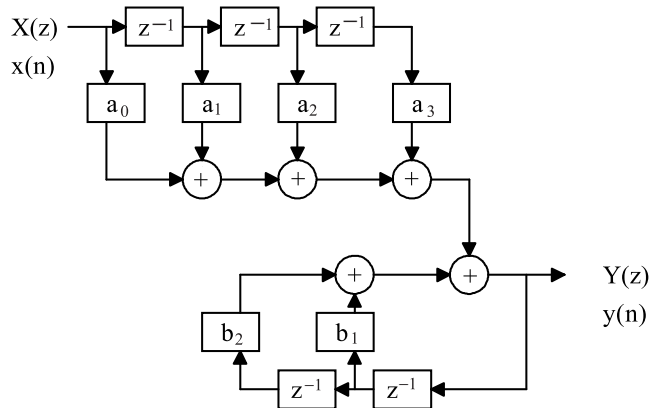 X(z) z⁻¹ z⁻¹ z⁻¹
x(n)
a₀ a₁ a₂ a₃
+ + +
+ + Y(z)
y(n)
b₂ b₁
z⁻¹ z⁻¹